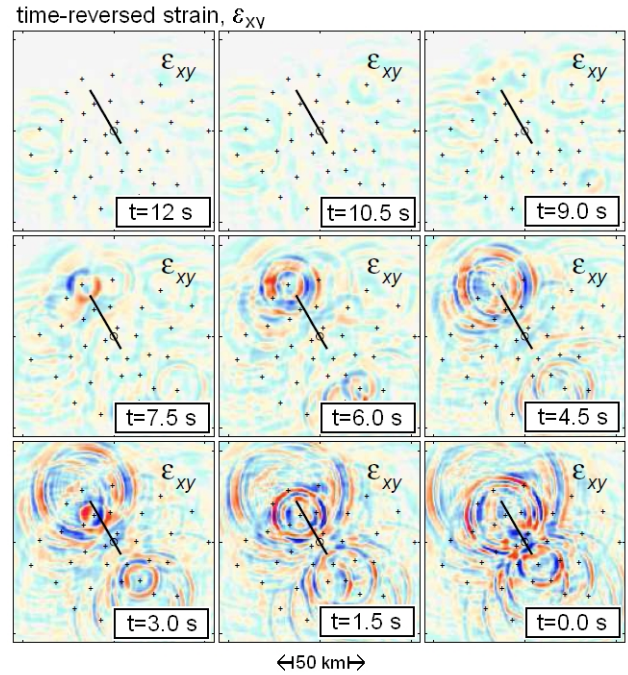 time-reversed strain, εxy
εxy εxy εxy
t=12 s t=10.5 s t=9.0 s
εxy εxy εxy
t=7.5 s t=6.0 s t=4.5 s
εxy εxy εxy
t=3.0 s t=1.5 s t=0.0 s
50 km